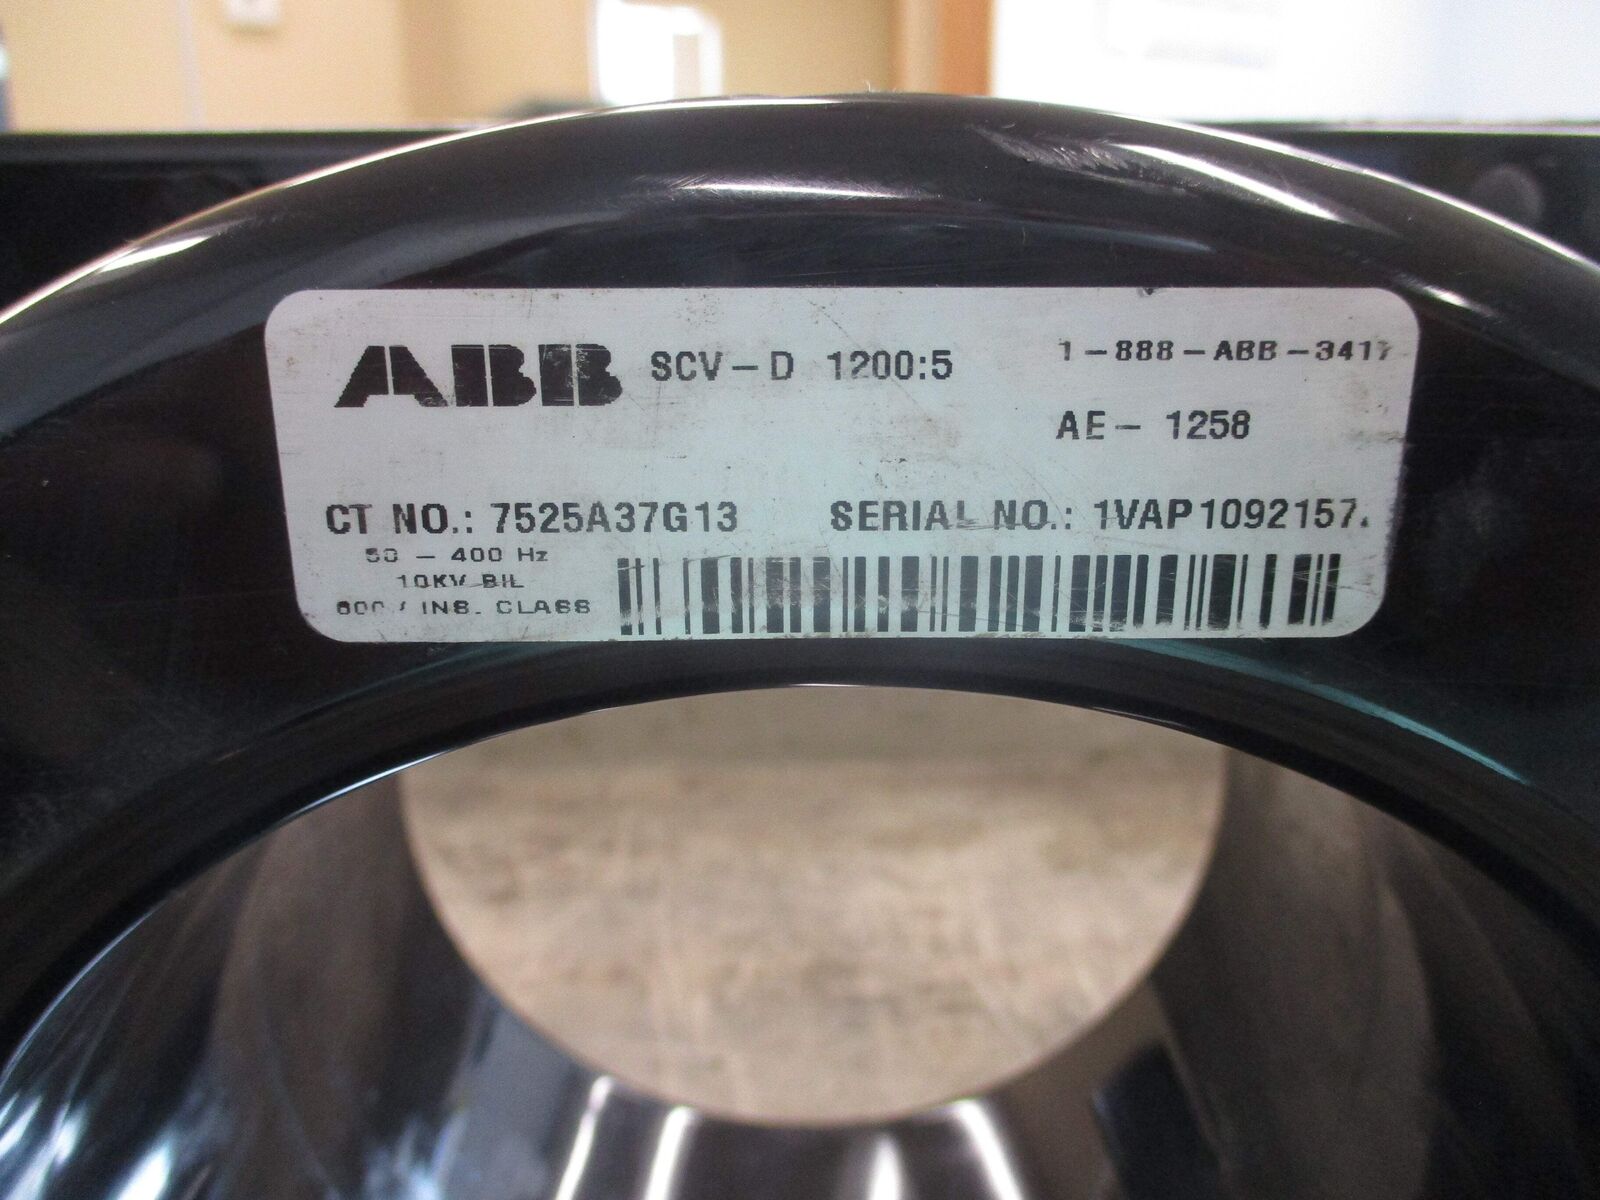 ABB SCV-D 1200:5 1-888-ABB-3417
AE- 1258
CT NO.: 7525A37G13 SERIAL NO.: 1VAP1092157.
50 - 400 Hz
10KV BIL
INS. CLASS